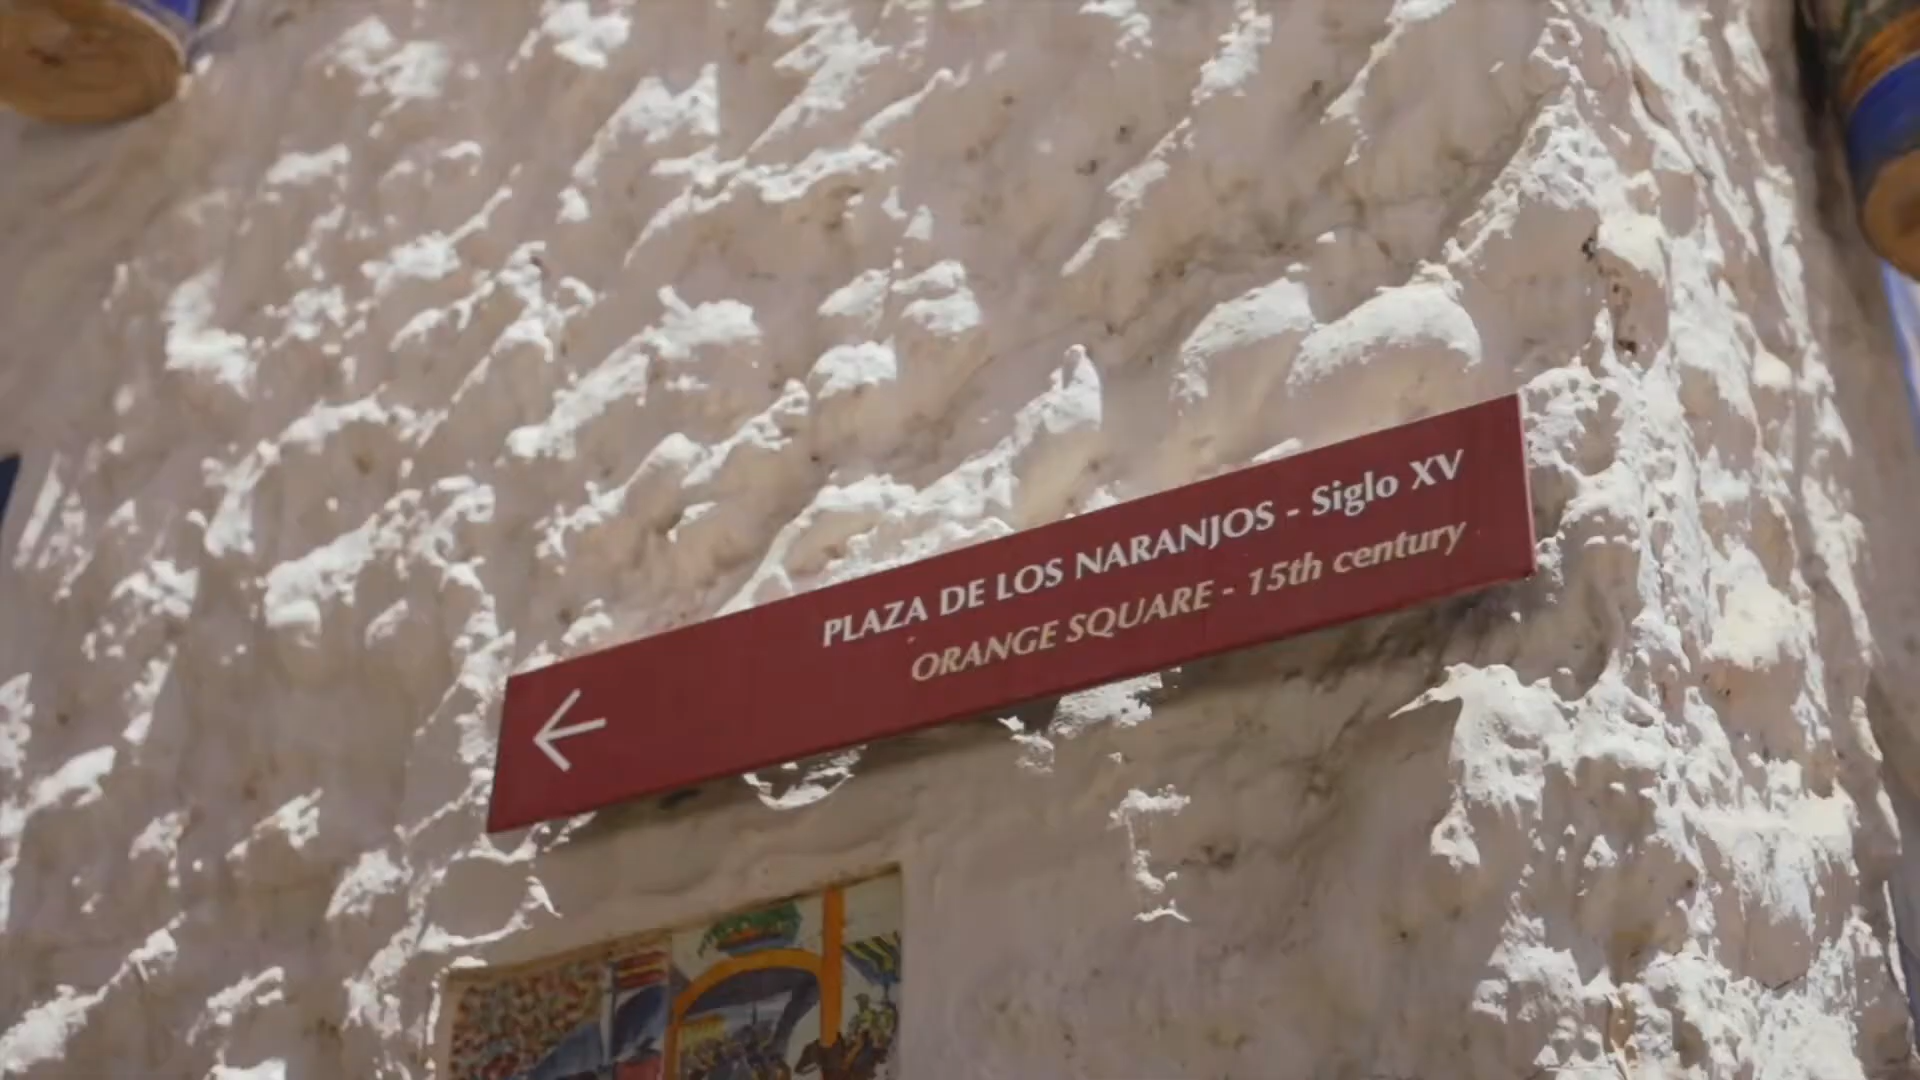 PLAZA DE LOS NARANJOS - Siglo XV
ORANGE SQUARE - 15th century